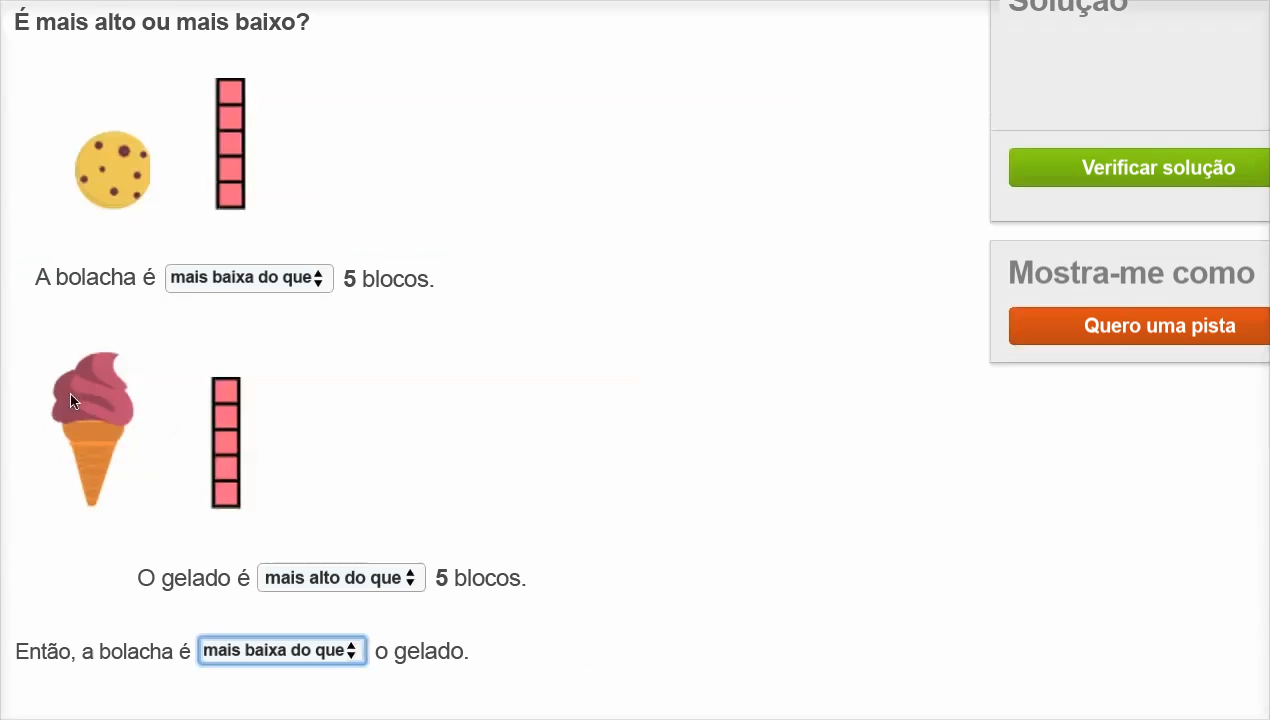 Solução
É mais alto ou mais baixo?
Verificar solução
A bolacha é mais baixa do que 5 blocos.
Mostra-me como
Quero uma pista
O gelado é mais alto do que 5 blocos.
Então, a bolacha é mais baixa do que o gelado.